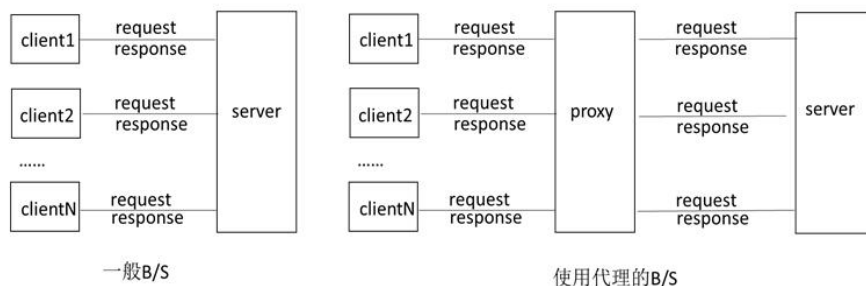 client1
request
response
client2
request
response
server
......
clientN
request
response
一般B/S
client1
request
response
request
response
client2
request
response
proxy
request
response
server
......
clientN
request
response
request
response
使用代理的B/S